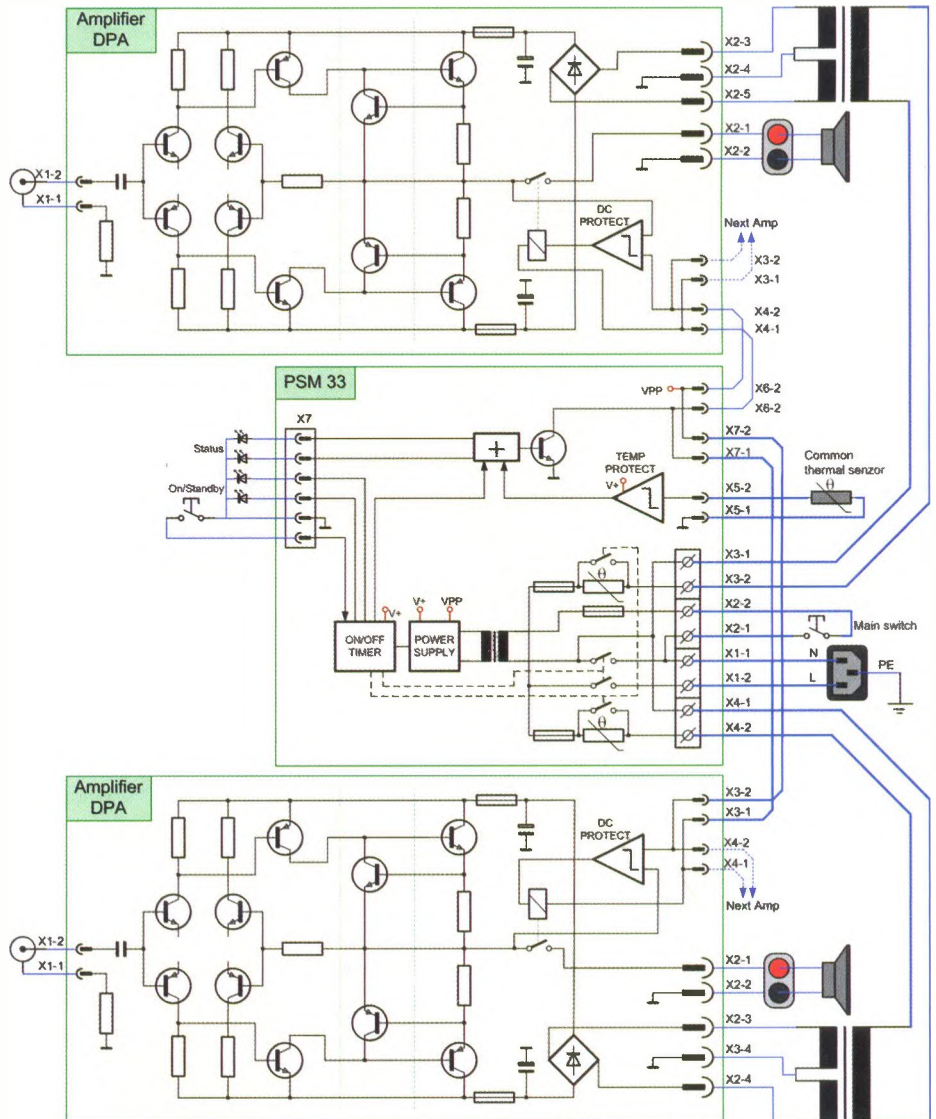 Amplifier
DPA
X2-3
X2-4
X2-5
X2-1
X2-2
X1-2
X1-1
DC
PROTECT
Next Amp
X3-2
X3-1
X4-2
X4-1
PSM 33
VPP
X6-2
X6-2
X7
X7-2
X7-1
Status
+
TEMP
PROTECT
Common
thermal senzor
θ
V+
X5-2
X5-1
On/Standby
X3-1
θ
X3-2
X2-2
V+
V+
VPP
X2-1
Main switch
ON/OFF
TIMER
POWER
SUPPLY
X1-1
N
PE
X1-2
L
X4-1
θ
X4-2
Amplifier
DPA
X3-2
X3-1
DC
PROTECT
X4-2
X4-1
Next Amp
X1-2
X1-1
X2-1
X2-2
X2-3
X3-4
X2-4